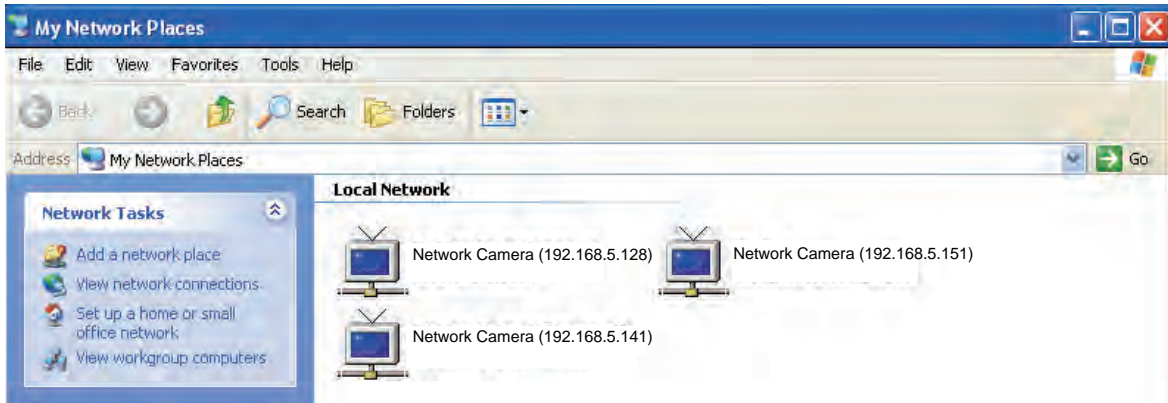 My Network Places
File Edit View Favorites Tools Help
Back Search Folders
Address My Network Places Go
Network Tasks
Add a network place
View network connections
Set up a home or small
office network
View workgroup computers
Local Network
Network Camera (192.168.5.128)
Network Camera (192.168.5.151)
Network Camera (192.168.5.141)